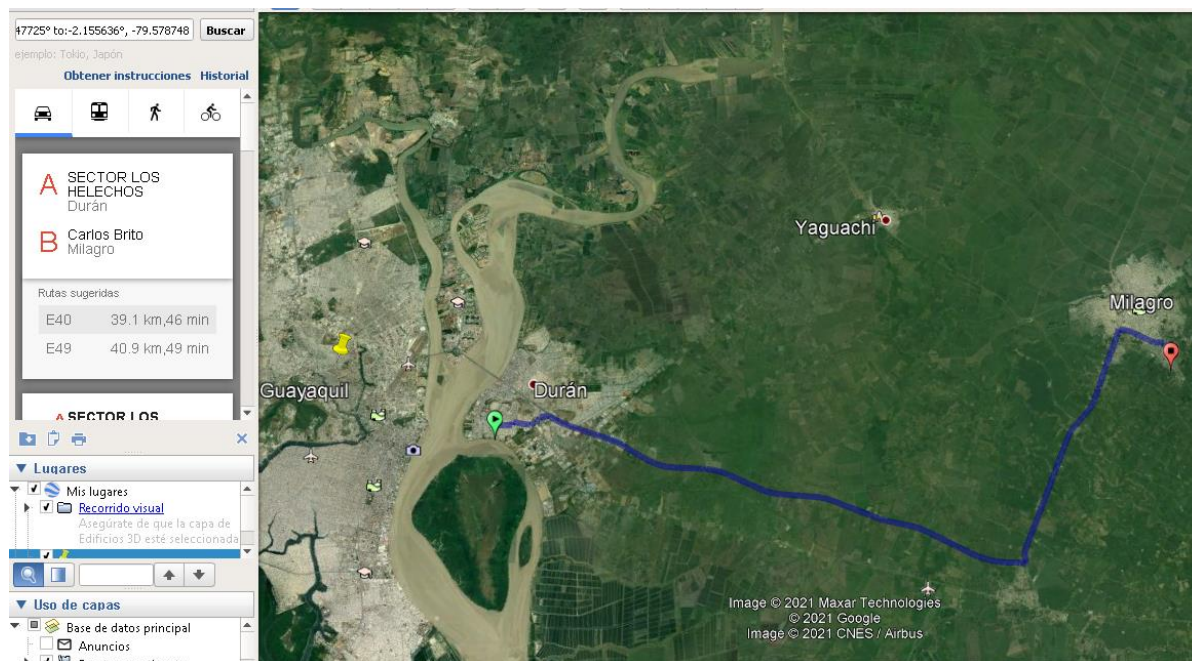 47725° to:-2.155636°, -79.578748
Buscar
ejemplo: Tokio, Japón
Obtener instrucciones Historial
A SECTOR LOS
HELECHOS
Durán
B Carlos Brito
Milagro
Rutas sugeridas
E40 39.1 km,46 min
E49 40.9 km,49 min
A SECTOR LOS
Lugares
Mis lugares
Recorrido visual
Asegúrate de que la capa de
Edificios 3D esté seleccionada
Uso de capas
Base de datos principal
Anuncios
Yaguachi
Milagro
Guayaquil
Durán
Image © 2021 Maxar Technologies
© 2021 Google
Image © 2021 CNES / Airbus